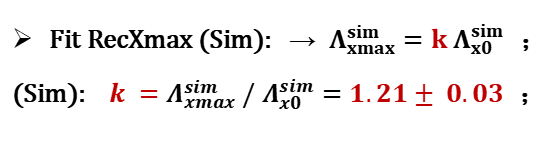 ➢ Fit RecXmax (Sim): → Λ^sim_xmax = k Λ^sim_x0 ;
(Sim): k = Λ^sim_xmax / Λ^sim_x0 = 1.21 ± 0.03 ;